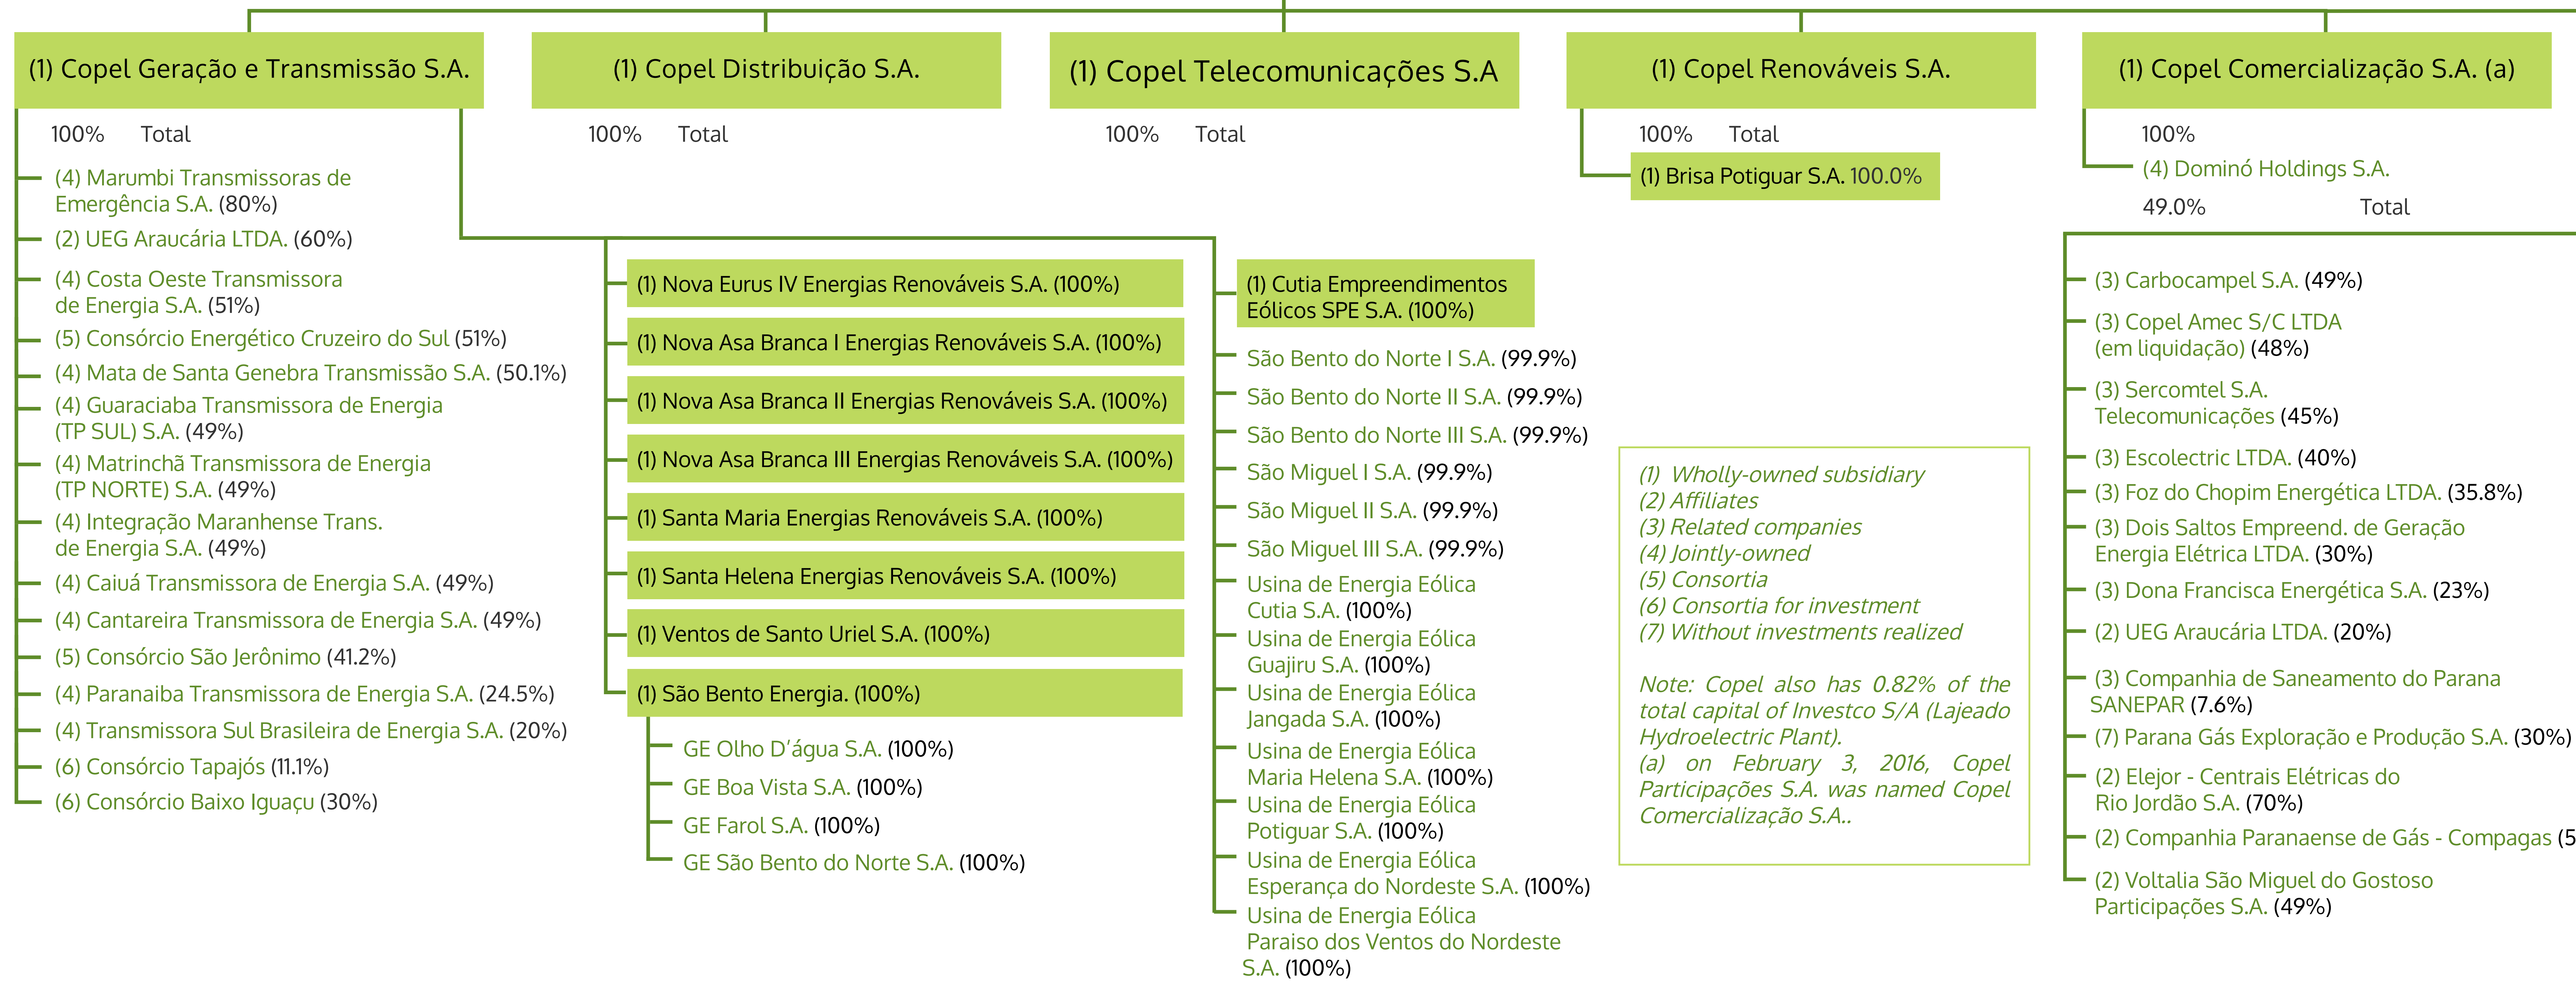 (1) Copel Geração e Transmissão S.A.
100% Total
(4) Marumbi Transmissoras de
Emergência S.A. (80%)
(2) UEG Araucária LTDA. (60%)
(4) Costa Oeste Transmissora
de Energia S.A. (51%)
(5) Consórcio Energético Cruzeiro do Sul (51%)
(4) Mata de Santa Genebra Transmissão S.A. (50.1%)
(4) Guaraciaba Transmissora de Energia
(TP SUL) S.A. (49%)
(4) Matrinchã Transmissora de Energia
(TP NORTE) S.A. (49%)
(4) Integração Maranhense Trans.
de Energia S.A. (49%)
(4) Caiuá Transmissora de Energia S.A. (49%)
(4) Cantareira Transmissora de Energia S.A. (49%)
(5) Consórcio São Jerônimo (41.2%)
(4) Paranaiba Transmissora de Energia S.A. (24.5%)
(4) Transmissora Sul Brasileira de Energia S.A. (20%)
(6) Consórcio Tapajós (11.1%)
(6) Consórcio Baixo Iguaçu (30%)
(1) Copel Distribuição S.A.
100% Total
(1) Nova Eurus IV Energias Renováveis S.A. (100%)
(1) Nova Asa Branca I Energias Renováveis S.A. (100%)
(1) Nova Asa Branca II Energias Renováveis S.A. (100%)
(1) Nova Asa Branca III Energias Renováveis S.A. (100%)
(1) Santa Maria Energias Renováveis S.A. (100%)
(1) Santa Helena Energias Renováveis S.A. (100%)
(1) Ventos de Santo Uriel S.A. (100%)
(1) São Bento Energia. (100%)
GE Olho D’água S.A. (100%)
GE Boa Vista S.A. (100%)
GE Farol S.A. (100%)
GE São Bento do Norte S.A. (100%)
(1) Copel Telecomunicações S.A
100% Total
(1) Cutia Empreendimentos
Eólicos SPE S.A. (100%)
São Bento do Norte I S.A. (99.9%)
São Bento do Norte II S.A. (99.9%)
São Bento do Norte III S.A. (99.9%)
São Miguel I S.A. (99.9%)
São Miguel II S.A. (99.9%)
São Miguel III S.A. (99.9%)
Usina de Energia Eólica
Cutia S.A. (100%)
Usina de Energia Eólica
Guajiru S.A. (100%)
Usina de Energia Eólica
Jangada S.A. (100%)
Usina de Energia Eólica
Maria Helena S.A. (100%)
Usina de Energia Eólica
Potiguar S.A. (100%)
Usina de Energia Eólica
Esperança do Nordeste S.A. (100%)
Usina de Energia Eólica
Paraiso dos Ventos do Nordeste
S.A. (100%)
(1) Copel Renováveis S.A.
100% Total
(1) Brisa Potiguar S.A. 100.0%
(1) Wholly-owned subsidiary
(2) Affiliates
(3) Related companies
(4) Jointly-owned
(5) Consortia
(6) Consortia for investment
(7) Without investments realized
Note: Copel also has 0.82% of the
total capital of Investco S/A (Lajeado
Hydroelectric Plant).
(a) on February 3, 2016, Copel
Participações S.A. was named Copel
Comercialização S.A..
(1) Copel Comercialização S.A. (a)
100%
(4) Dominó Holdings S.A.
49.0% Total
(3) Carbocampel S.A. (49%)
(3) Copel Amec S/C LTDA
(em liquidação) (48%)
(3) Sercomtel S.A.
Telecomunicações (45%)
(3) Escolectric LTDA. (40%)
(3) Foz do Chopim Energética LTDA. (35.8%)
(3) Dois Saltos Empreend. de Geração
Energia Elétrica LTDA. (30%)
(3) Dona Francisca Energética S.A. (23%)
(2) UEG Araucária LTDA. (20%)
(3) Companhia de Saneamento do Parana
SANEPAR (7.6%)
(7) Parana Gás Exploração e Produção S.A. (30%)
(2) Elejor - Centrais Elétricas do
Rio Jordão S.A. (70%)
(2) Companhia Paranaense de Gás - Compagas (5
(2) Voltalia São Miguel do Gostoso
Participações S.A. (49%)